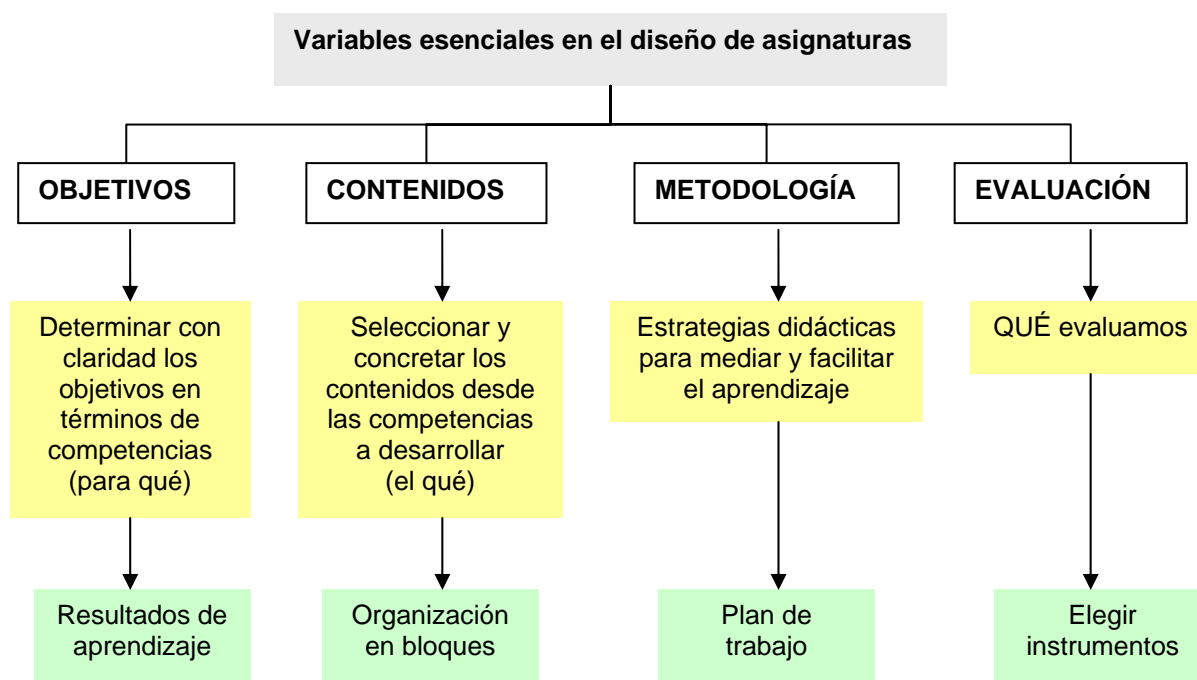 Variables esenciales en el diseño de asignaturas
OBJETIVOS
CONTENIDOS
METODOLOGÍA
EVALUACIÓN
Determinar con
claridad los
objetivos en
términos de
competencias
(para qué)
Seleccionar y
concretar los
contenidos desde
las competencias
a desarrollar
(el qué)
Estrategias didácticas
para mediar y facilitar
el aprendizaje
QUÉ evaluamos
Resultados de
aprendizaje
Organización
en bloques
Plan de
trabajo
Elegir
instrumentos